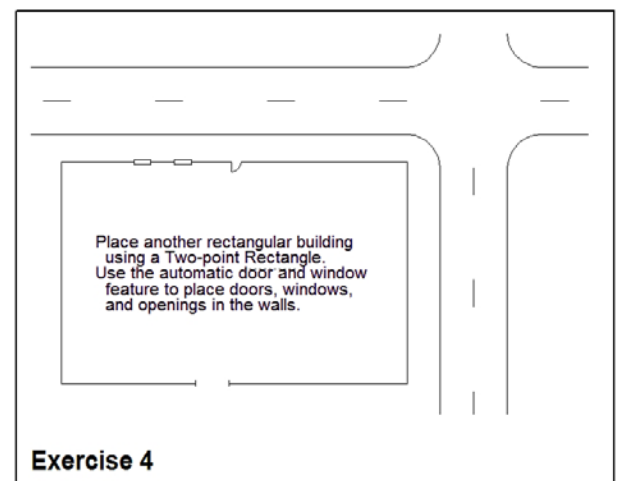 Place another rectangular building
using a Two-point Rectangle.
Use the automatic door and window
feature to place doors, windows,
and openings in the walls.
Exercise 4